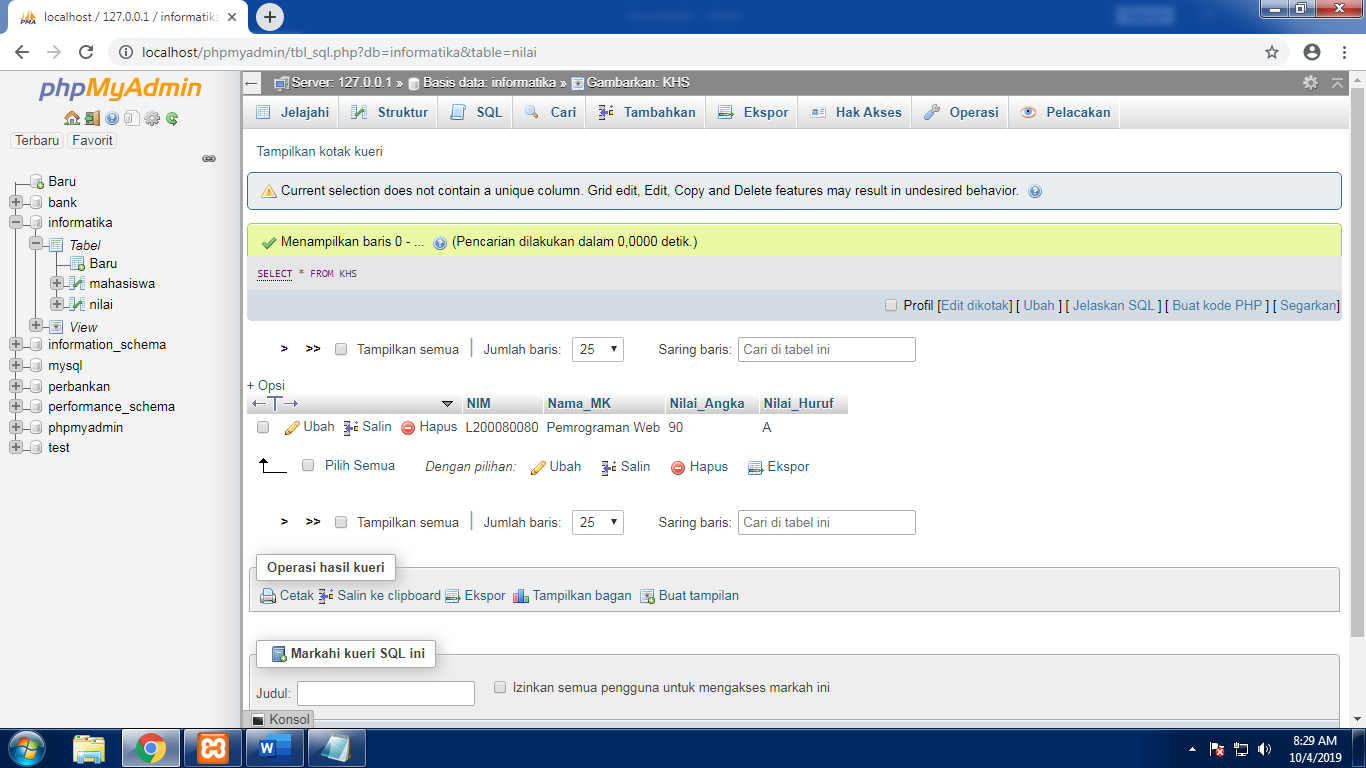 localhost / 127.0.0.1 / informatika
localhost/phpmyadmin/tbl_sql.php?db=informatika&table=nilai
phpMyAdmin
Terbaru Favorit
Baru
bank
informatika
Tabel
Baru
mahasiswa
nilai
View
information_schema
mysql
perbankan
performance_schema
phpmyadmin
test
Server: 127.0.0.1 » Basis data: informatika » Gambarkan: KHS
Jelajahi Struktur SQL Cari Tambahkan Ekspor Hak Akses Operasi Pelacakan
Tampilkan kotak kueri
Current selection does not contain a unique column. Grid edit, Edit, Copy and Delete features may result in undesired behavior.
Menampilkan baris 0 - ... (Pencarian dilakukan dalam 0,0000 detik.)
SELECT * FROM KHS
Profil [Edit dikotak] [ Ubah ] [ Jelaskan SQL ] [ Buat kode PHP ] [ Segarkan]
> >> Tampilkan semua | Jumlah baris: 25 Saring baris: Cari di tabel ini
+ Opsi
←T→ NIM Nama_MK Nilai_Angka Nilai_Huruf
Ubah Salin Hapus L200080080 Pemrograman Web 90 A
Pilih Semua Dengan pilihan: Ubah Salin Hapus Ekspor
> >> Tampilkan semua | Jumlah baris: 25 Saring baris: Cari di tabel ini
Operasi hasil kueri
Cetak Salin ke clipboard Ekspor Tampilkan bagan Buat tampilan
Markahi kueri SQL ini
Judul: Izinkan semua pengguna untuk mengakses markah ini
Konsol
8:29 AM
10/4/2019